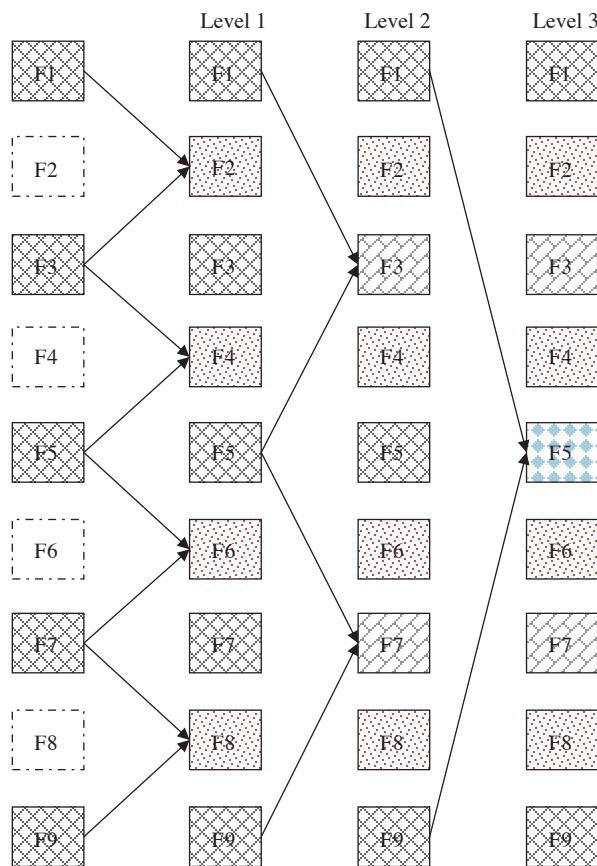 Level 1 Level 2 Level 3
F1 F1 F1 F1
F2 F2 F2 F2
F3 F3 F3 F3
F4 F4 F4 F4
F5 F5 F5 F5
F6 F6 F6 F6
F7 F7 F7 F7
F8 F8 F8 F8
F9 F9 F9 F9